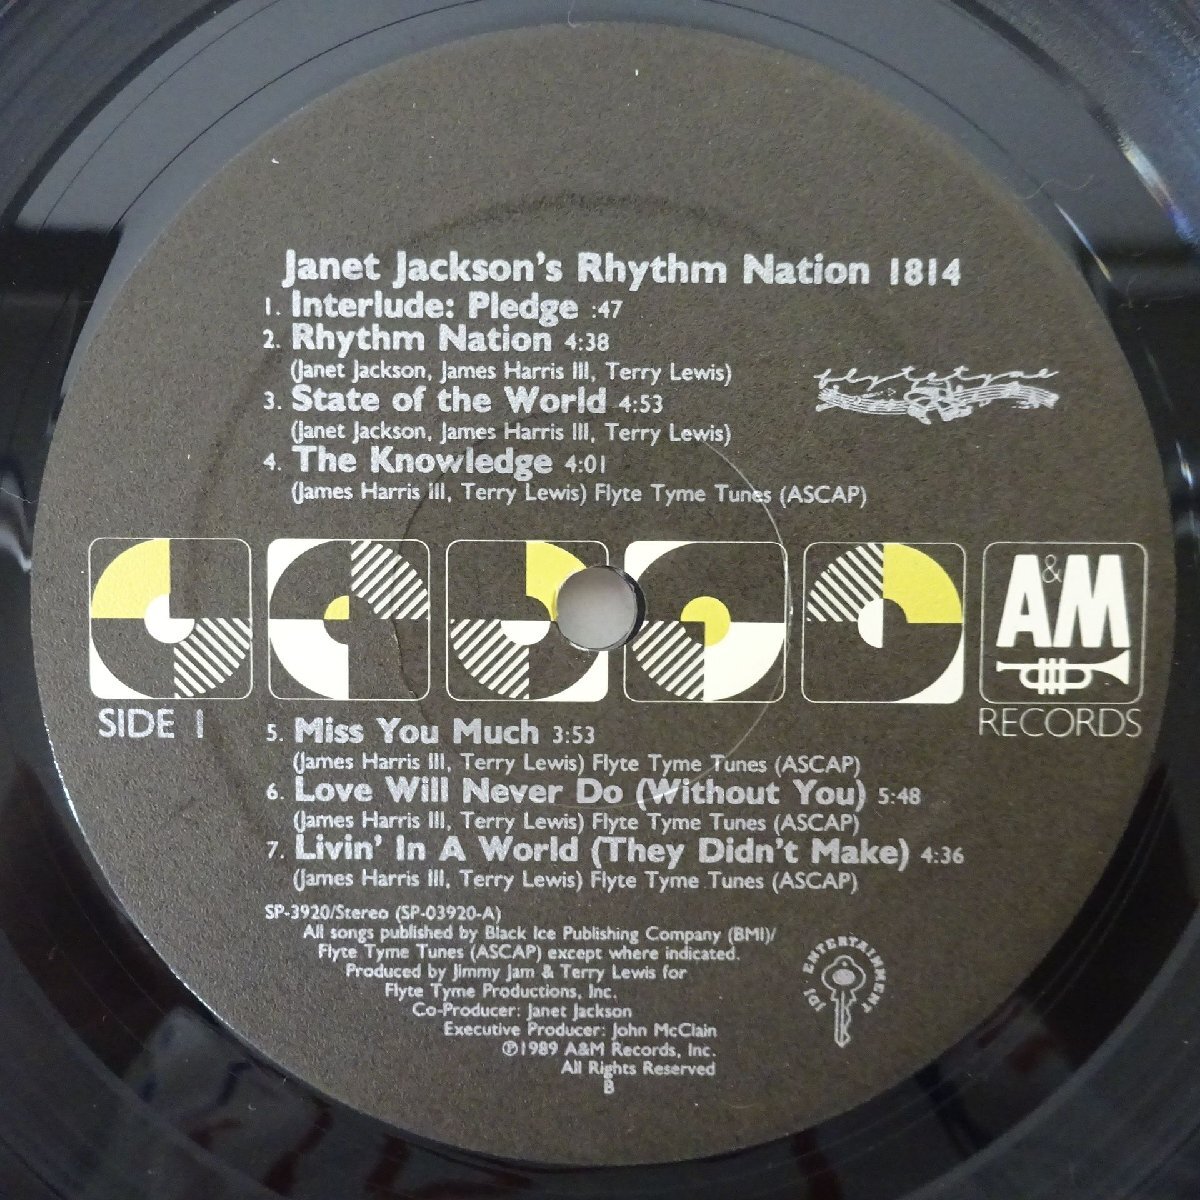 Janet Jackson's Rhythm Nation 1814
1. Interlude: Pledge :47
2. Rhythm Nation 4:38
(Janet Jackson, James Harris III, Terry Lewis)
flytetyme
3. State of the World 4:53
(Janet Jackson, James Harris III, Terry Lewis)
4. The Knowledge 4:01
(James Harris III, Terry Lewis) Flyte Tyme Tunes (ASCAP)
A&M
RECORDS
SIDE 1
5. Miss You Much 3:53
(James Harris III, Terry Lewis) Flyte Tyme Tunes (ASCAP)
6. Love Will Never Do (Without You) 5:48
(James Harris III, Terry Lewis) Flyte Tyme Tunes (ASCAP)
7. Livin' In A World (They Didn't Make) 4:36
(James Harris III, Terry Lewis) Flyte Tyme Tunes (ASCAP)
SP-3920/Stereo (SP-03920-A)
All songs published by Black Ice Publishing Company (BMI)/
Flyte Tyme Tunes (ASCAP) except where indicated.
Produced by Jimmy Jam & Terry Lewis for
Flyte Tyme Productions, Inc.
Co-Producer: Janet Jackson
Executive Producer: John McClain
℗1989 A&M Records, Inc.
All Rights Reserved
B
JDJ ENTERTAINMENT